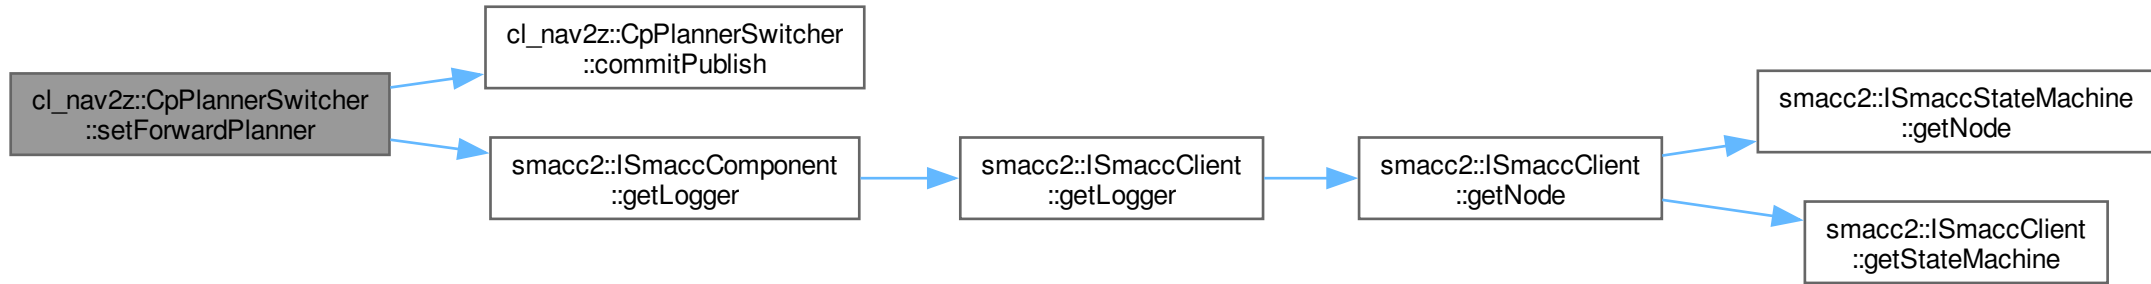 cl_nav2z::CpPlannerSwitcher
::setForwardPlanner
cl_nav2z::CpPlannerSwitcher
::commitPublish
smacc2::ISmaccComponent
::getLogger
smacc2::ISmaccClient
::getLogger
smacc2::ISmaccClient
::getNode
smacc2::ISmaccStateMachine
::getNode
smacc2::ISmaccClient
::getStateMachine